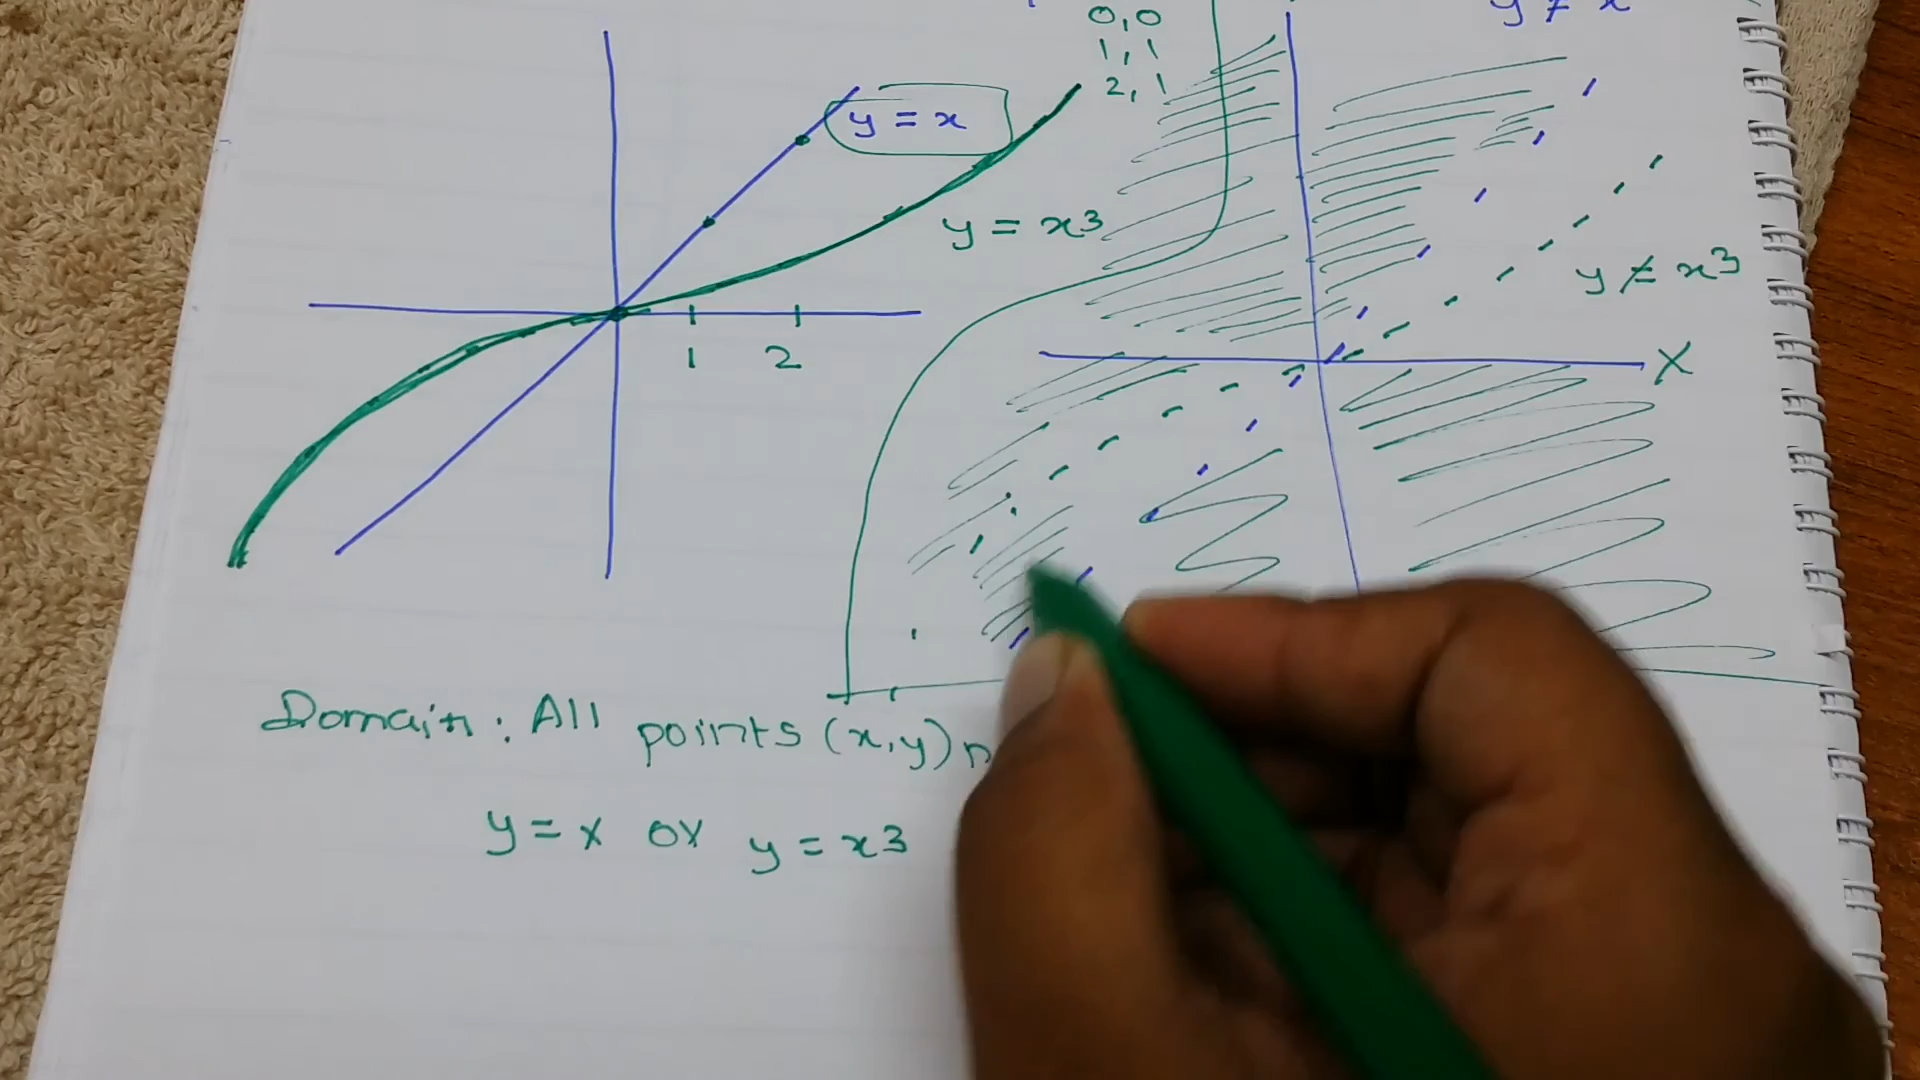 y ≠ x
0,0
1,1
2,1
y = x
y = x3
y ≠ x3
1 2
X
Domain: All points (x,y)
y = x or y = x3